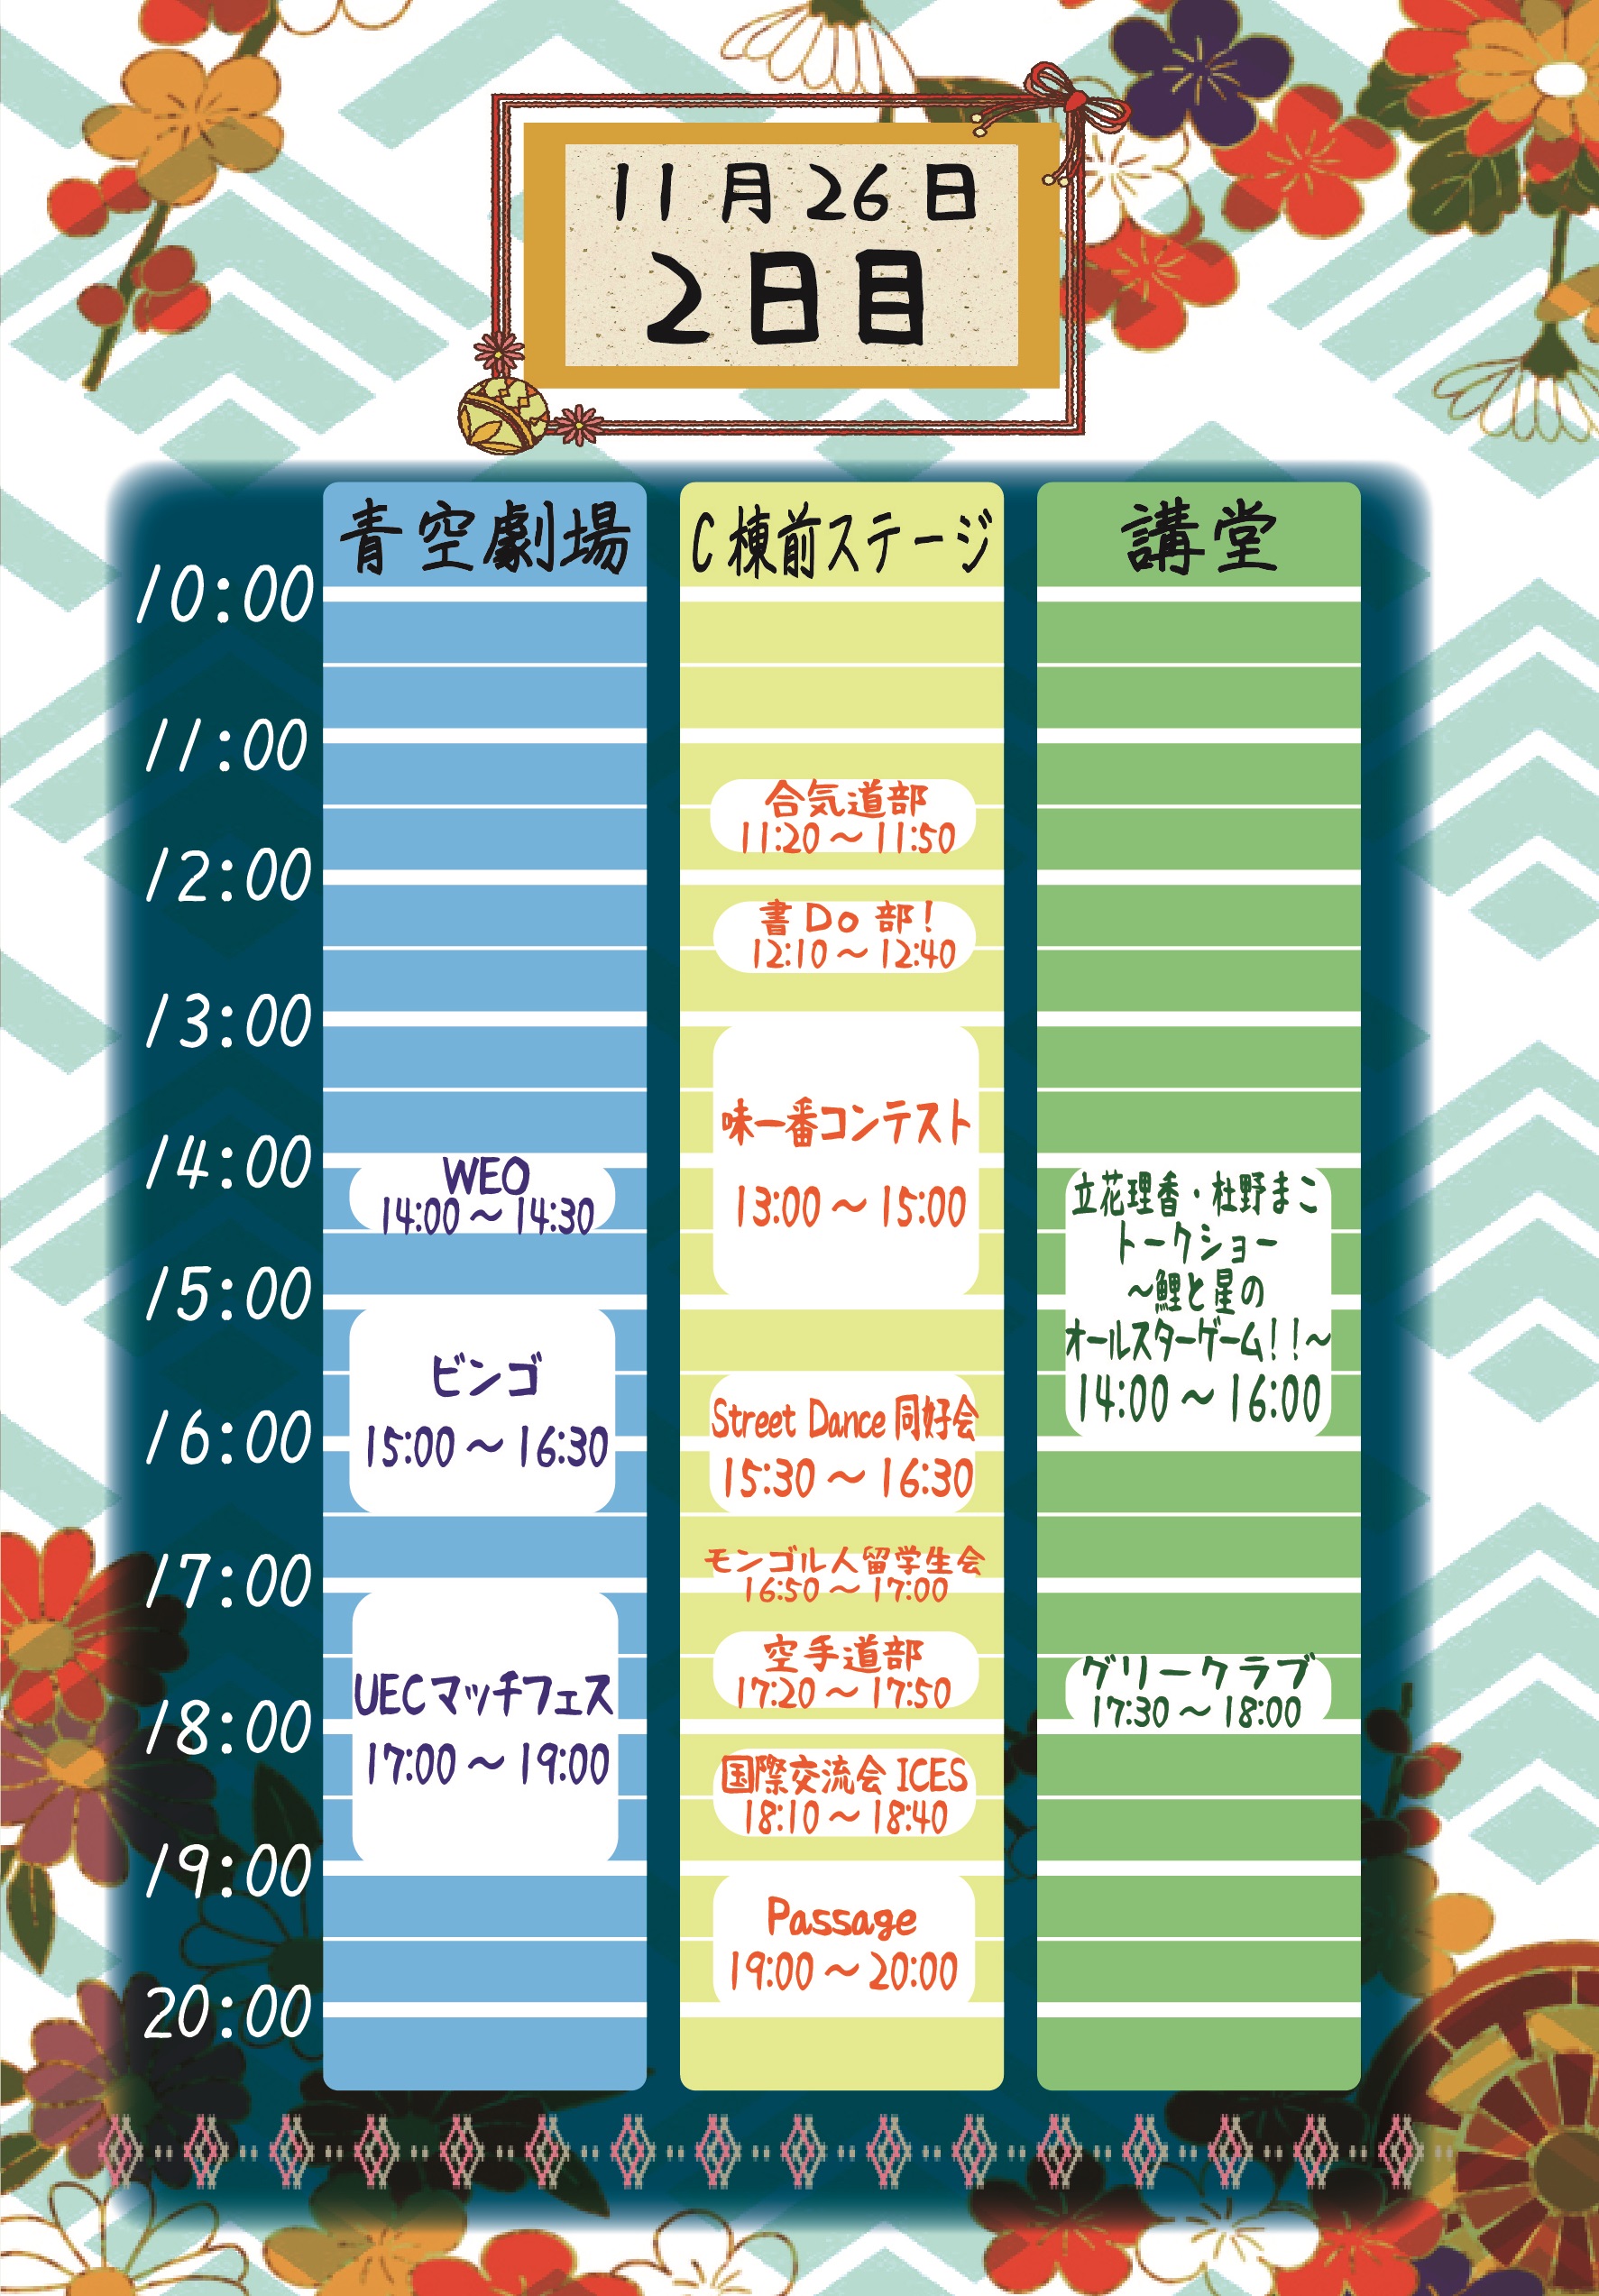 11月26日
2日目
青空劇場
C棟前ステージ
講堂
10:00
11:00
12:00
13:00
14:00
15:00
16:00
17:00
18:00
19:00
20:00
WEO
14:00～14:30
ビンゴ
15:00～16:30
UECマッチフェス
17:00～19:00
合気道部
11:20～11:50
書Do部！
12:10～12:40
味一番コンテスト
13:00～15:00
Street Dance同好会
15:30～16:30
モンゴル人留学生会
16:50～17:00
空手道部
17:20～17:50
国際交流会ICES
18:10～18:40
Passage
19:00～20:00
立花理香・杜野まこ
トークショー
～鯉と星の
オールスターゲーム！！～
14:00～16:00
グリークラブ
17:30～18:00